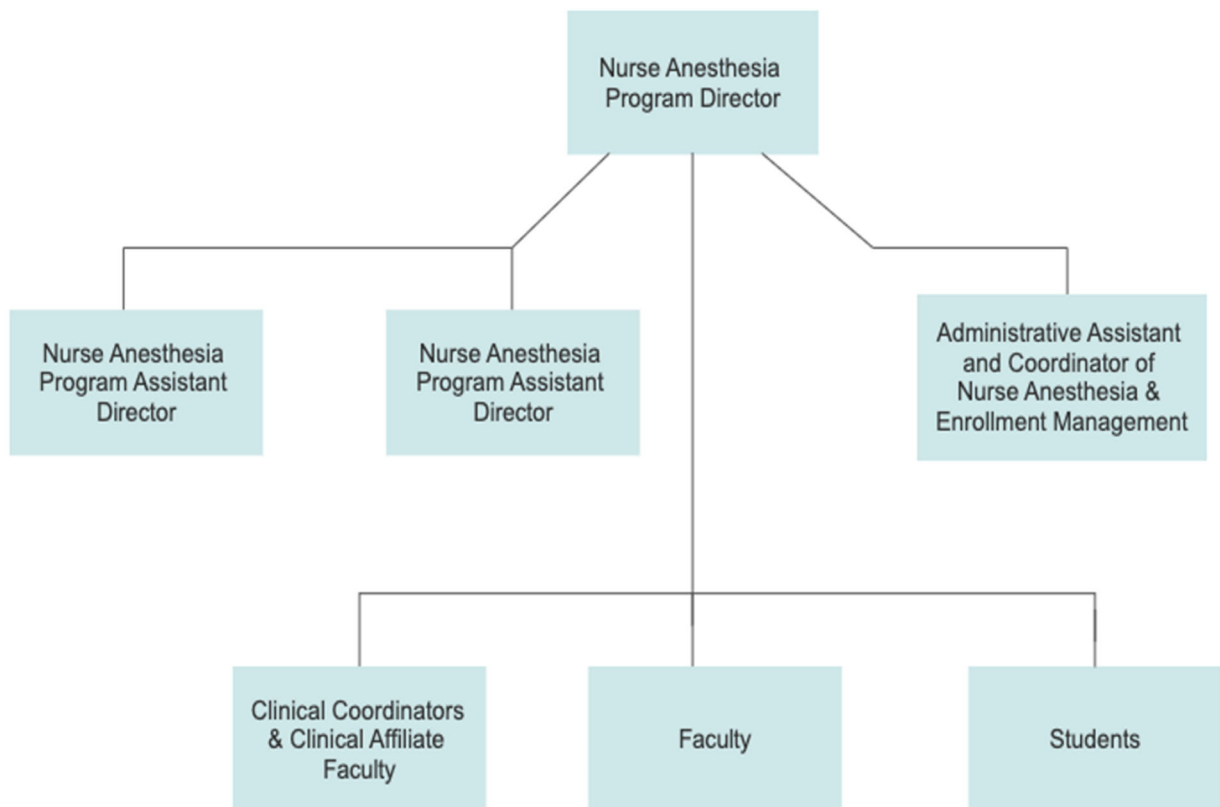 Nurse Anesthesia
Program Director
Nurse Anesthesia
Program Assistant
Director
Nurse Anesthesia
Program Assistant
Director
Administrative Assistant
and Coordinator of
Nurse Anesthesia &
Enrollment Management
Clinical Coordinators
& Clinical Affiliate
Faculty
Faculty
Students